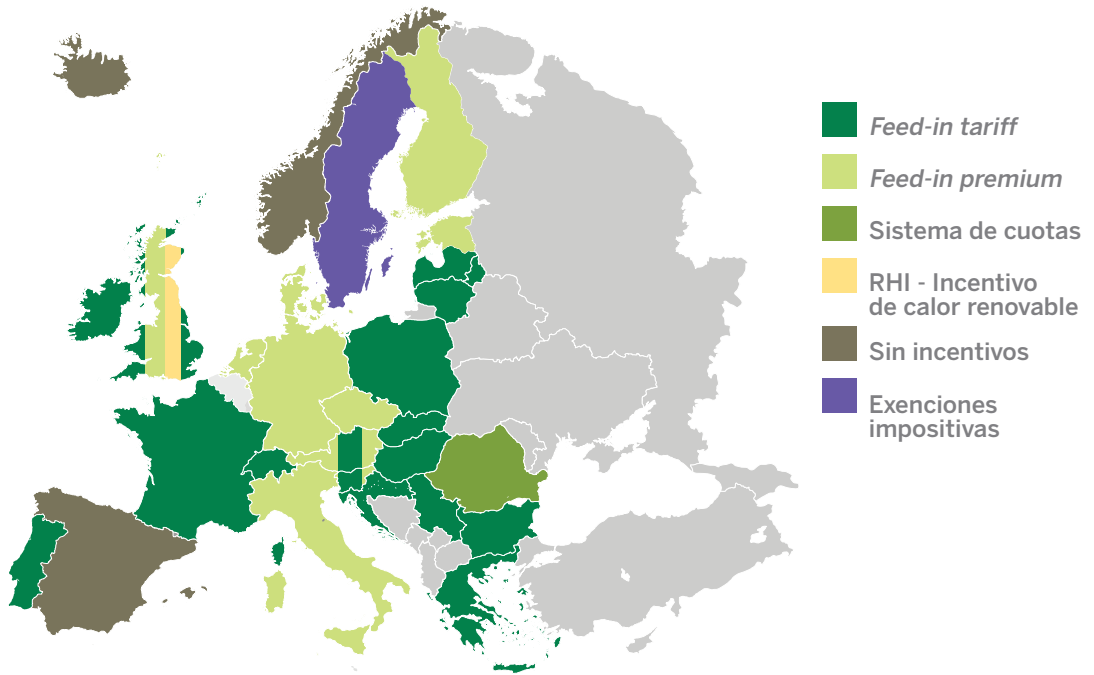 Feed-in tariff
Feed-in premium
Sistema de cuotas
RHI - Incentivo
de calor renovable
Sin incentivos
Exenciones
impositivas